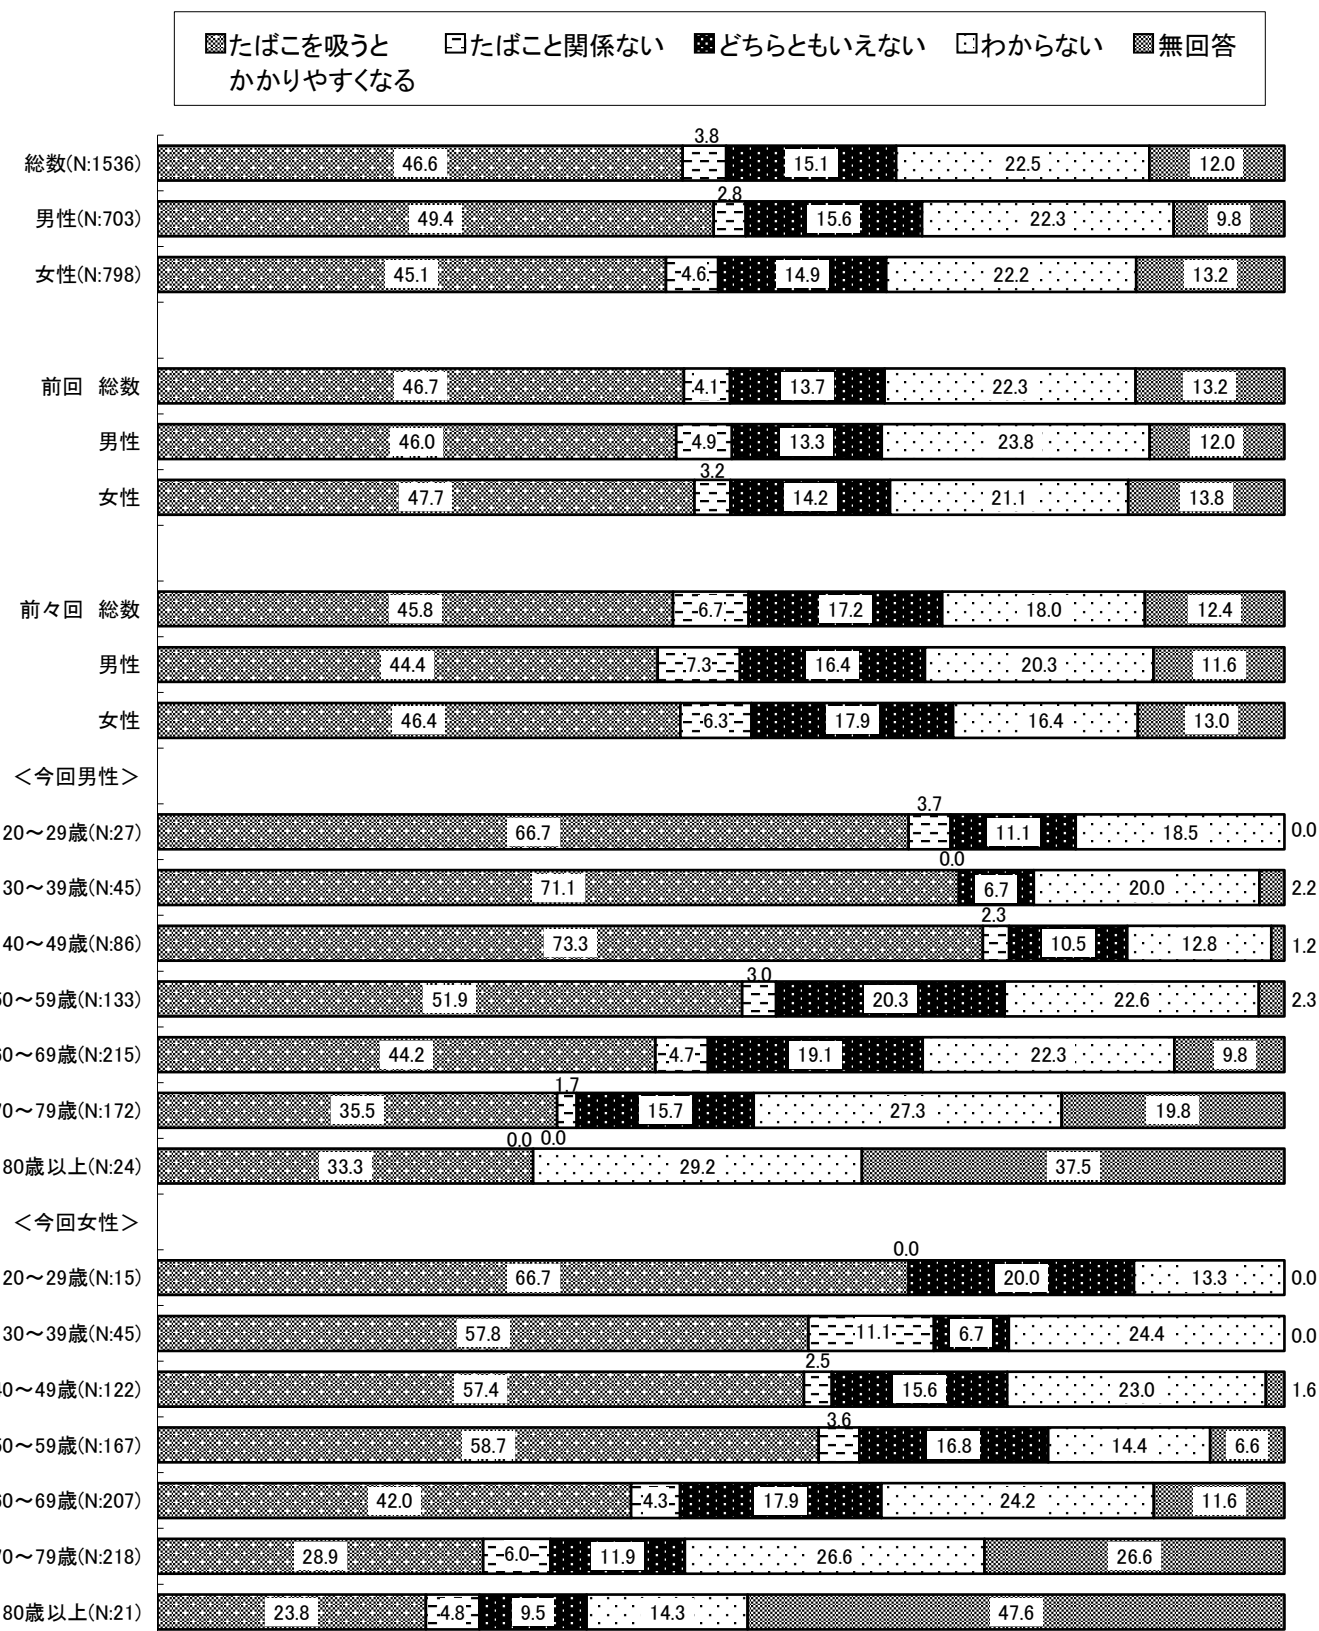 たばこを吸うと たばこと関係ない どちらともいえない わからない 無回答
かかりやすくなる
3.8
総数(N:1536) 46.6 15.1 22.5 12.0
2.8
男性(N:703) 49.4 15.6 22.3 9.8
女性(N:798) 45.1 4.6 14.9 22.2 13.2
前回 総数 46.7 4.1 13.7 22.3 13.2
男性 46.0 4.9 13.3 23.8 12.0
3.2
女性 47.7 14.2 21.1 13.8
前々回 総数 45.8 6.7 17.2 18.0 12.4
男性 44.4 7.3 16.4 20.3 11.6
女性 46.4 6.3 17.9 16.4 13.0
＜今回男性＞
3.7
20～29歳(N:27) 66.7 11.1 18.5 0.0
0.0
30～39歳(N:45) 71.1 6.7 20.0 2.2
2.3
40～49歳(N:86) 73.3 10.5 12.8 1.2
3.0
50～59歳(N:133) 51.9 20.3 22.6 2.3
60～69歳(N:215) 44.2 4.7 19.1 22.3 9.8
1.7
70～79歳(N:172) 35.5 15.7 27.3 19.8
0.0 0.0
80歳以上(N:24) 33.3 29.2 37.5
＜今回女性＞
0.0
20～29歳(N:15) 66.7 20.0 13.3 0.0
30～39歳(N:45) 57.8 11.1 6.7 24.4 0.0
2.5
40～49歳(N:122) 57.4 15.6 23.0 1.6
3.6
50～59歳(N:167) 58.7 16.8 14.4 6.6
60～69歳(N:207) 42.0 4.3 17.9 24.2 11.6
70～79歳(N:218) 28.9 6.0 11.9 26.6 26.6
80歳以上(N:21) 23.8 4.8 9.5 14.3 47.6